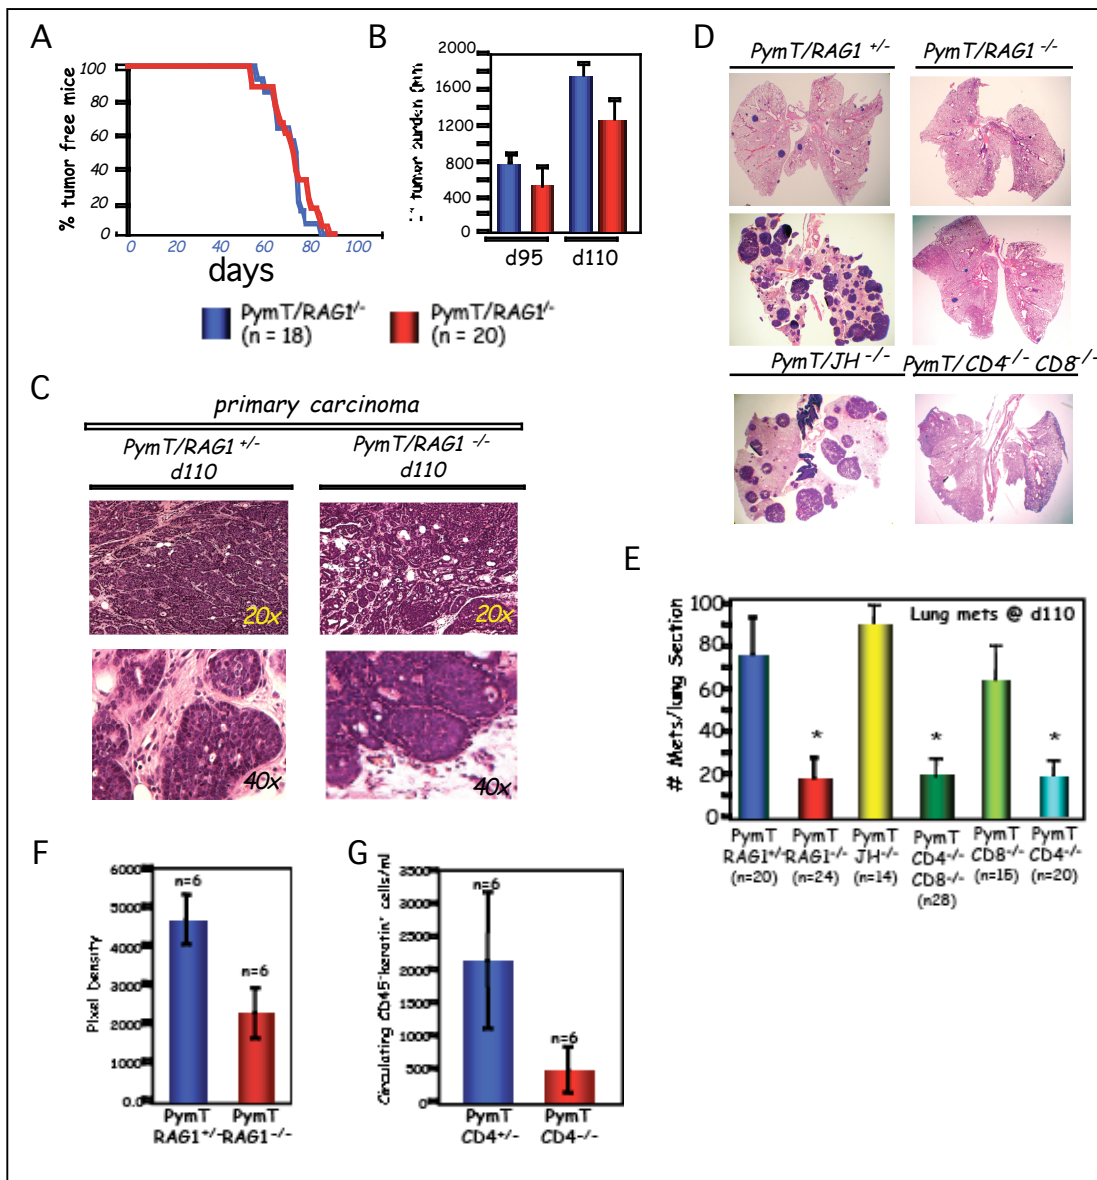 A
% tumor free mice
100
80
60
40
20
0
0 20 40 60 80 100
days
B
tumor burden
2000
1600
1200
800
400
0
d95 d110
PymT/RAG1/-
(n = 18)
PymT/RAG1/-
(n = 20)
C
primary carcinoma
PymT/RAG1 +/-
d110
PymT/RAG1 -/-
d110
20x
20x
40x
40x
D
PymT/RAG1 +/-
PymT/RAG1 -/-
PymT/JH -/-
PymT/CD4-/- CD8-/-
E
# Mets/lung Section
100
80
60
40
20
0
Lung mets @ d110
* * *
PymT
RAG1+/-
(n=20)
PymT
RAG1-/-
(n=24)
PymT
JH-/-
(n=14)
PymT
CD4-/-
CD8-/-
(n28)
PymT
CD8-/-
(n=15)
PymT
CD4-/-
(n=20)
F
Pixel Density
6000
5000
4000
3000
2000
1000
0.0
n=6
n=6
PymT
RAG1+/-
PymT
RAG1-/-
G
Circulating CD45-keratin+ cells/ml
3500
3000
2500
2000
1500
1000
500
0
n=6
n=6
PymT
CD4+/-
PymT
CD4-/-